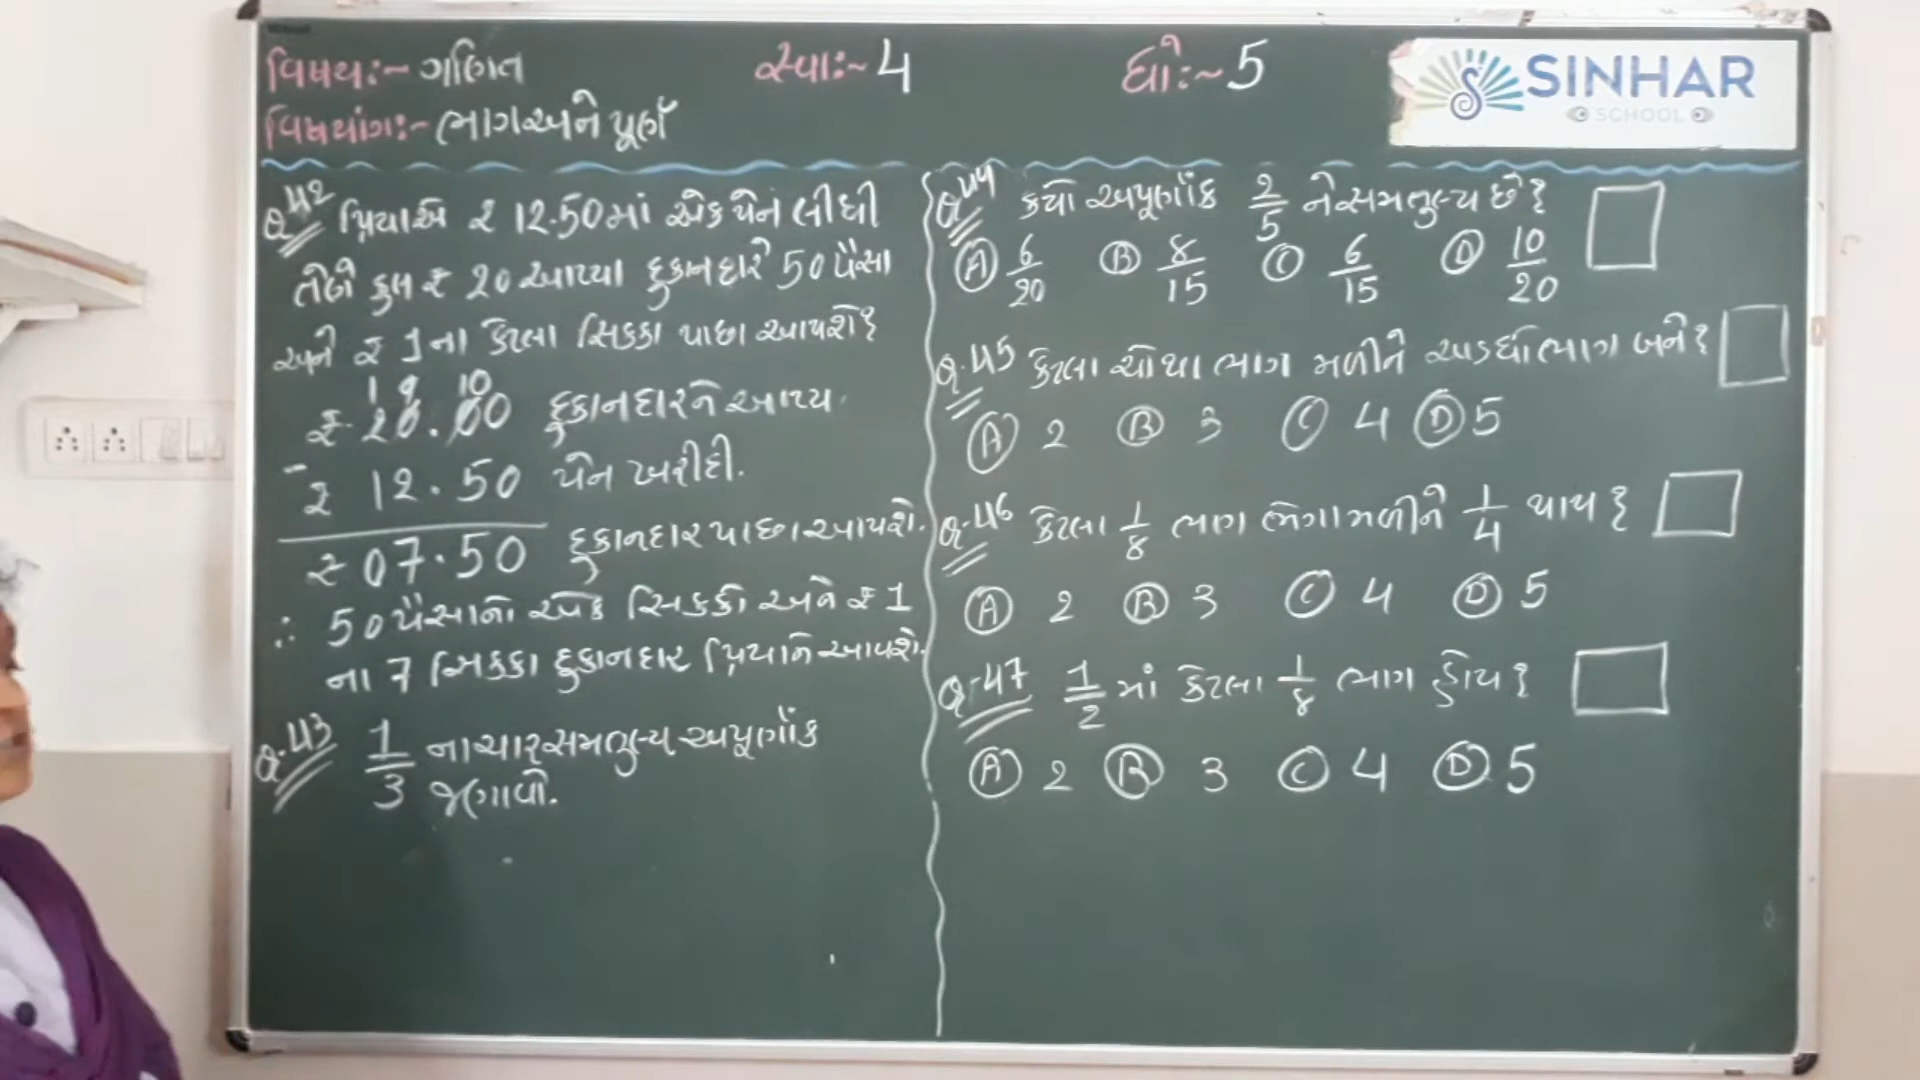 વિષય:- ગણિત
સ્વા:- 4
ધો:- 5
SINHAR
SCHOOL
વિષયાંગ:- ભાગ અને પૂર્ણ
Q-42 પ્રિયાએ ₹ 12.50માં એક પેન લીધી
તેણે કુલ ₹ 20 આપ્યા દુકાનદારે 50 પૈસા
અને ₹ 1ના કેટલા સિક્કા પાછા આપશે?
1 9 10
₹ 20.00 દુકાનદારને આપ્ય
- ₹ 12.50 પેન ખરીદી.
₹ 07.50 દુકાનદાર પાછા આપશે.
∴ 50 પૈસાનો એક સિક્કો અને ₹ 1
ના 7 સિક્કા દુકાનદાર પ્રિયાને આપશે.
Q-43 1/3 ના ચાર સમતુલ્ય અપૂર્ણાંક
જણાવો.
Q-44 કયો અપૂર્ણાંક 2/5 ને સમતુલ્ય છે?
A 6/20 B 8/15 C 6/15 D 10/20
Q-45 કેટલા ચોથા ભાગ મળીને અડધો ભાગ બને?
A 2 B 3 C 4 D 5
Q-46 કેટલા 1/8 ભાગ ભેગા મળીને 1/4 થાય?
A 2 B 3 C 4 D 5
Q-47 1/2 માં કેટલા 1/8 ભાગ હોય?
A 2 B 3 C 4 D 5